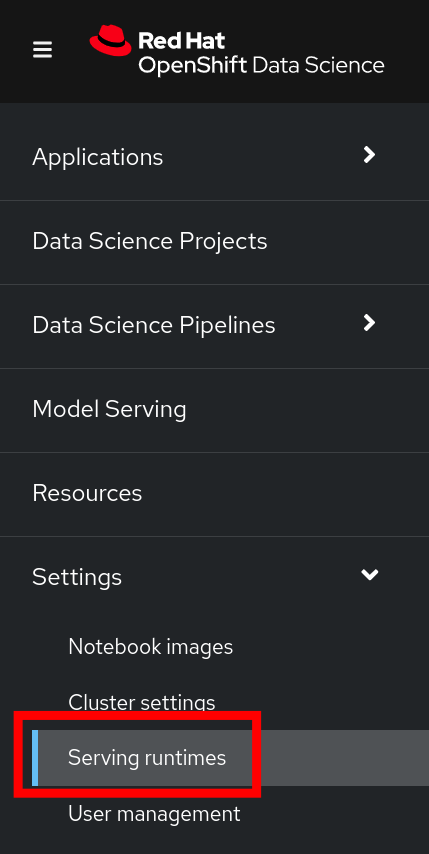 Red Hat
OpenShift Data Science
Applications
Data Science Projects
Data Science Pipelines
Model Serving
Resources
Settings
Notebook images
Cluster settings
Serving runtimes
User management